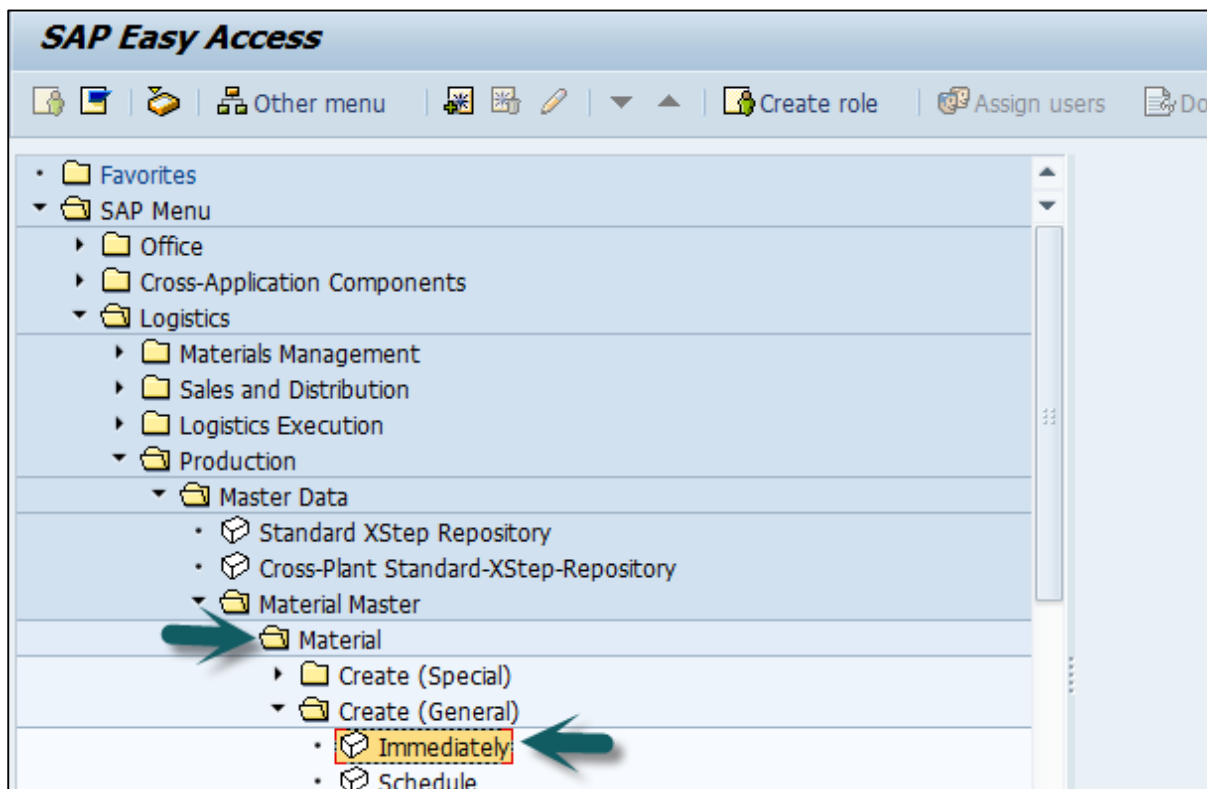 SAP Easy Access
Other menu Create role Assign users Do
Favorites
SAP Menu
Office
Cross-Application Components
Logistics
Materials Management
Sales and Distribution
Logistics Execution
Production
Master Data
Standard XStep Repository
Cross-Plant Standard-XStep-Repository
Material Master
Material
Create (Special)
Create (General)
Immediately
Schedule